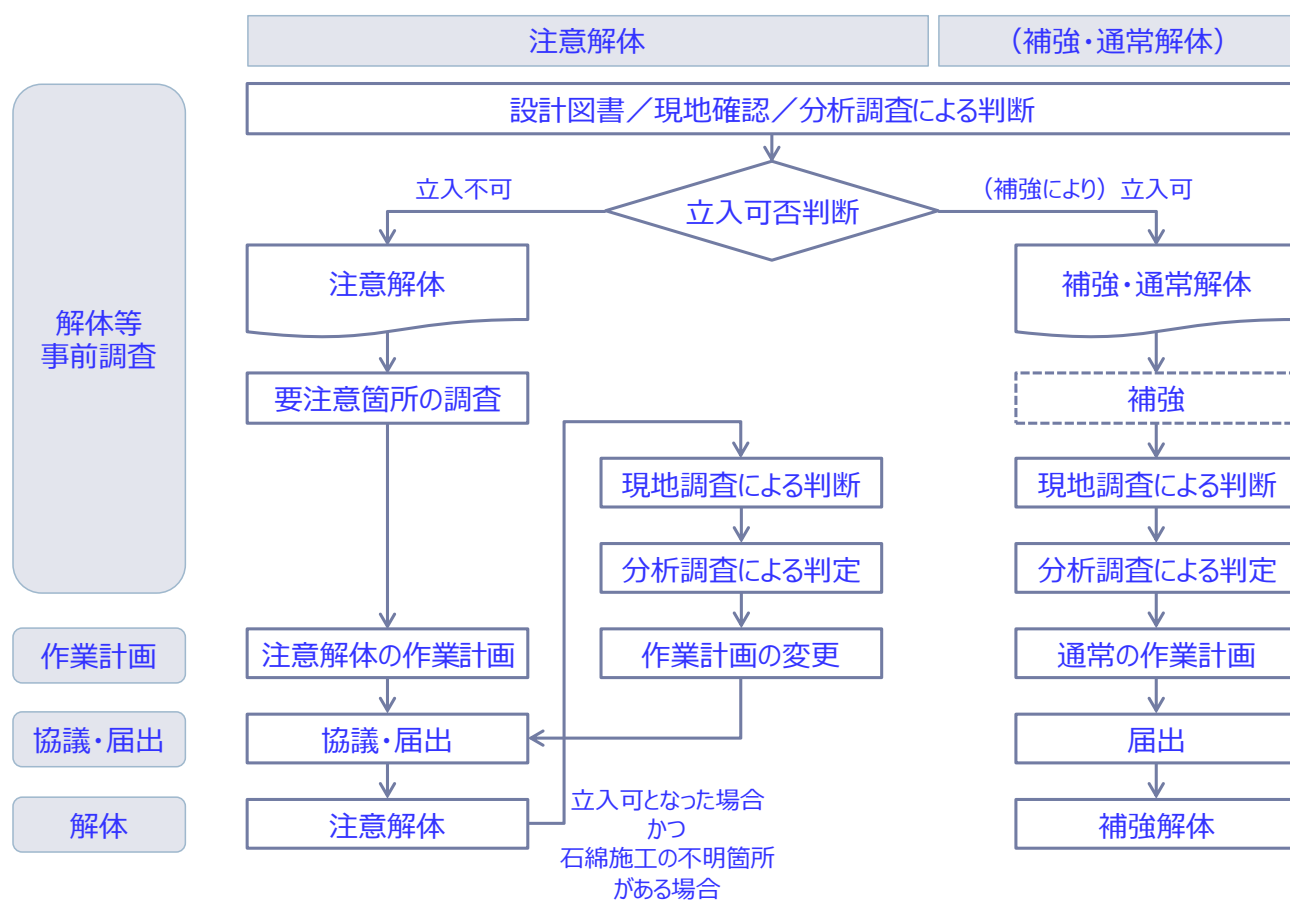 注意解体
(補強・通常解体)
設計図書／現地確認／分析調査による判断
立入不可
立入可否判断
（補強により）立入可
解体等
事前調査
注意解体
補強・通常解体
要注意箇所の調査
補強
現地調査による判断
現地調査による判断
分析調査による判定
分析調査による判定
作業計画
注意解体の作業計画
作業計画の変更
通常の作業計画
協議・届出
協議・届出
届出
解体
注意解体
立入可となった場合
かつ
石綿施工の不明箇所
がある場合
補強解体